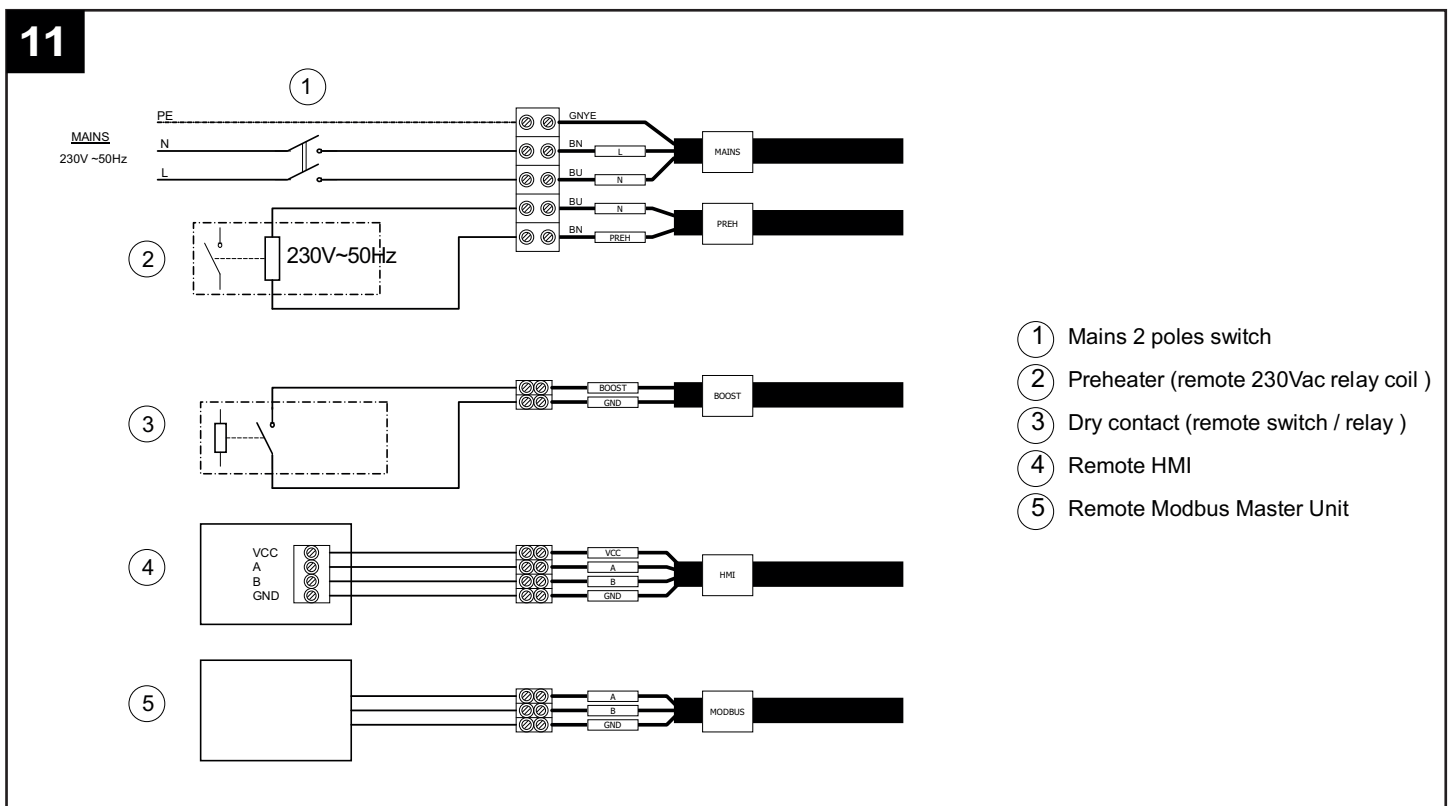 11
1
PE
GNYE
MAINS
230V ~50Hz
N
BN
L
MAINS
L
BU
N
BU
N
PREH
2
230V~50Hz
BN
PREH
1 Mains 2 poles switch
2 Preheater (remote 230Vac relay coil )
3 Dry contact (remote switch / relay )
4 Remote HMI
5 Remote Modbus Master Unit
3
BOOST
GND
BOOST
4
VCC
A
B
GND
VCC
A
B
GND
HMI
5
A
B
GND
MODBUS